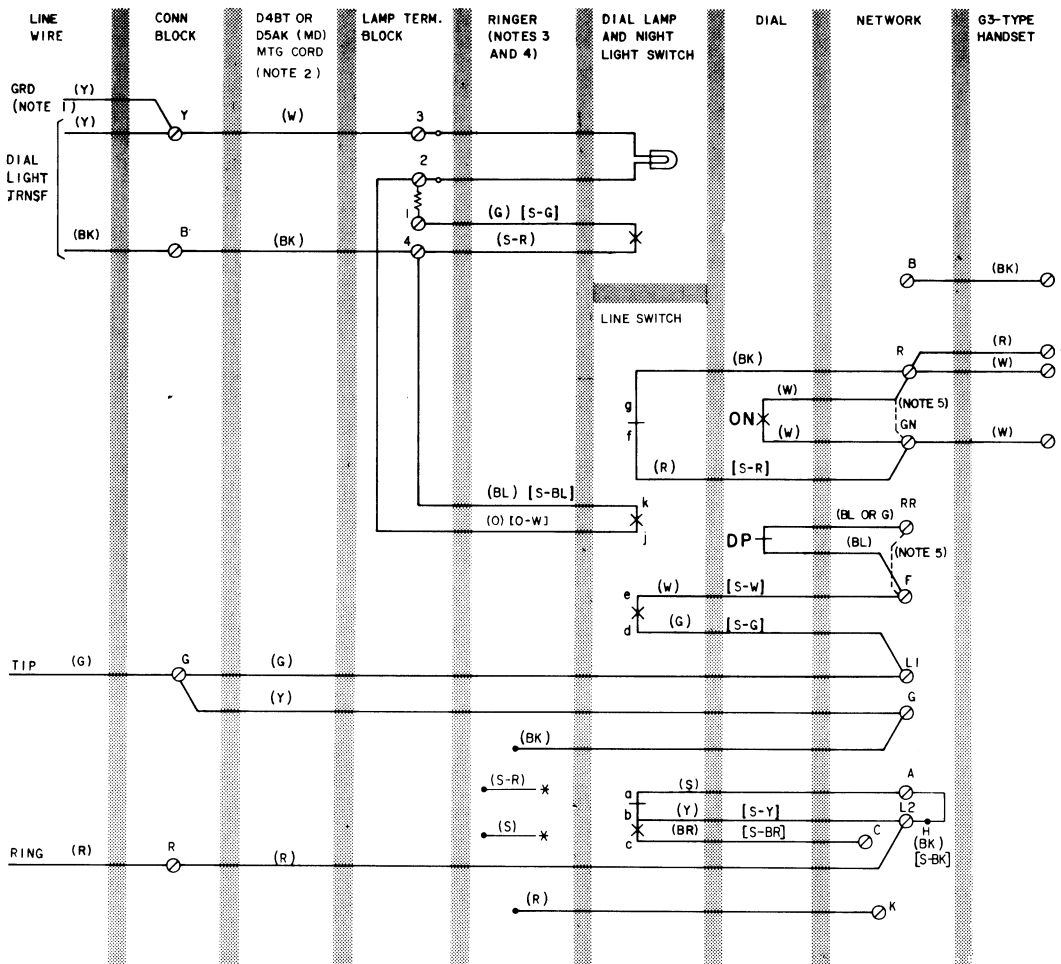 LINE
WIRE
CONN
BLOCK
D4BT OR
D5AK (MD)
MTG CORD
(NOTE 2)
LAMP TERM.
BLOCK
RINGER
(NOTES 3
AND 4)
DIAL LAMP
AND NIGHT
LIGHT SWITCH
DIAL
NETWORK
G3-TYPE
HANDSET
GRD
(NOTE 1)
(Y)
(Y)
Y
(W)
3
DIAL
LIGHT
TRNSF
2
1
(G) [S-G]
(BK)
B
(BK)
4
(S-R)
B
(BK)
LINE SWITCH
(BK)
R
(R)
(W)
g
f
ON
(W)
(W)
(NOTE 5)
GN
(W)
(R) [S-R]
(BL) [S-BL]
k
(O) [O-W]
j
DP
(BL OR G)
RR
(BL)
(NOTE 5)
F
e
(W) [S-W]
d
(G) [S-G]
TIP (G)
G
(G)
L1
(Y)
G
(BK)
(S-R) *
a
(S)
A
b
(Y) [S-Y]
L2
(S) *
c
(BR) [S-BR]
C
H
(BK)
[S-BK]
RING (R)
R
(R)
(R)
K